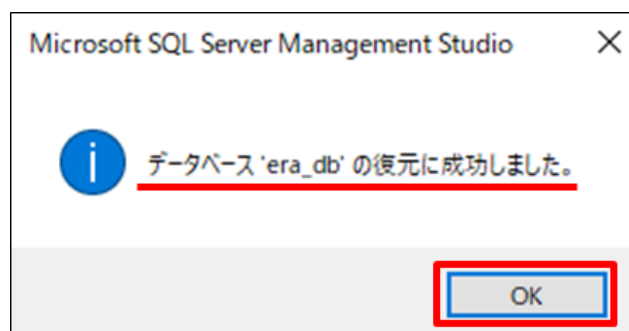 Microsoft SQL Server Management Studio
データベース 'era_db' の復元に成功しました。
OK